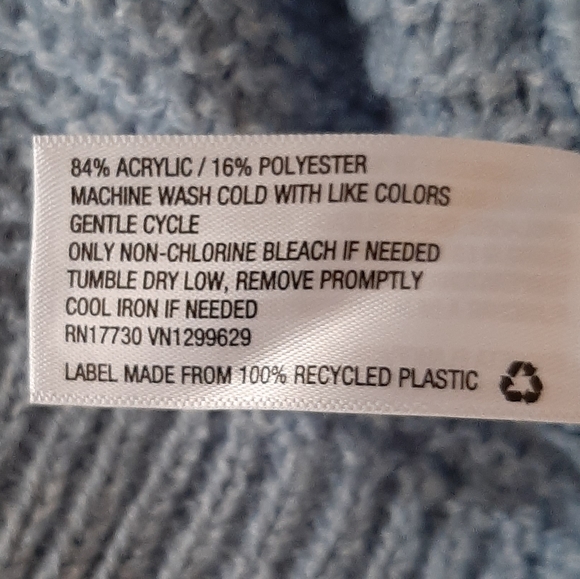 84% ACRYLIC / 16% POLYESTER
MACHINE WASH COLD WITH LIKE COLORS
GENTLE CYCLE
ONLY NON-CHLORINE BLEACH IF NEEDED
TUMBLE DRY LOW, REMOVE PROMPTLY
COOL IRON IF NEEDED
RN17730 VN1299629
LABEL MADE FROM 100% RECYCLED PLASTIC